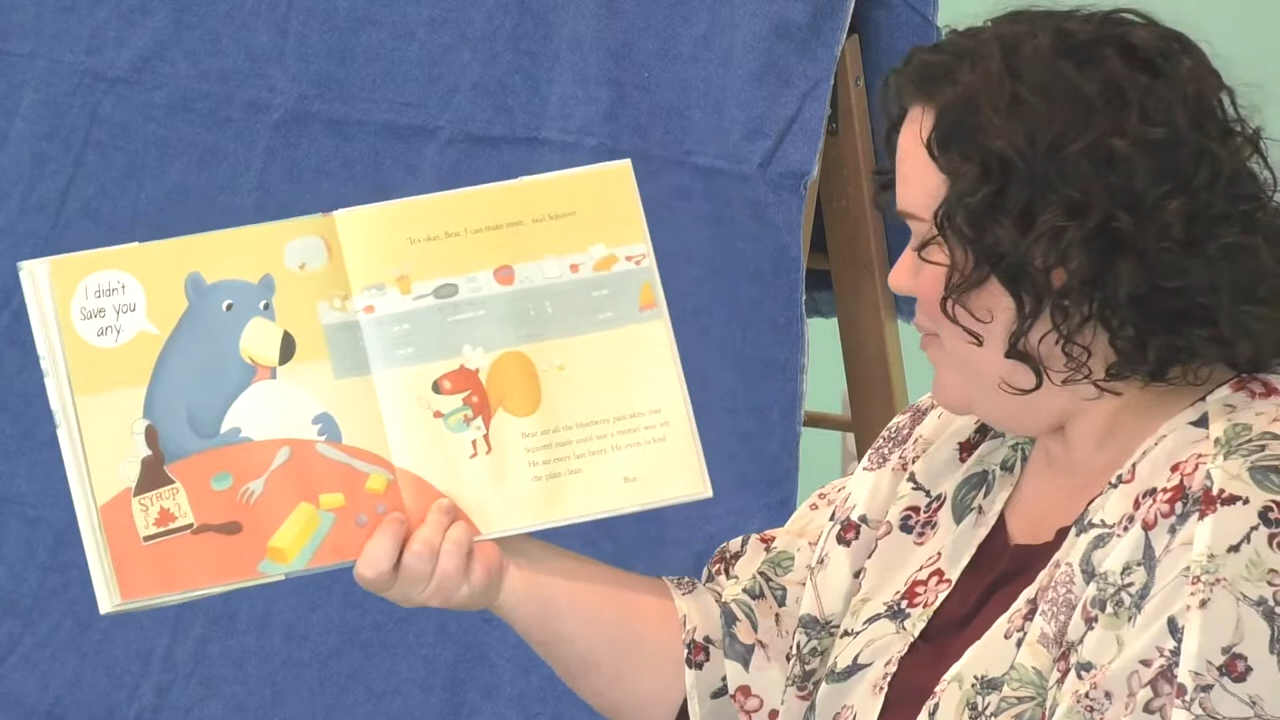 I didn't
save you
any.
SYRUP
"It's okay, Bear, I can make more," said Squirrel.
Bear ate all the blueberry pancakes that
Squirrel made until not a morsel was left.
He ate every last berry. He even licked
the plate clean.
But